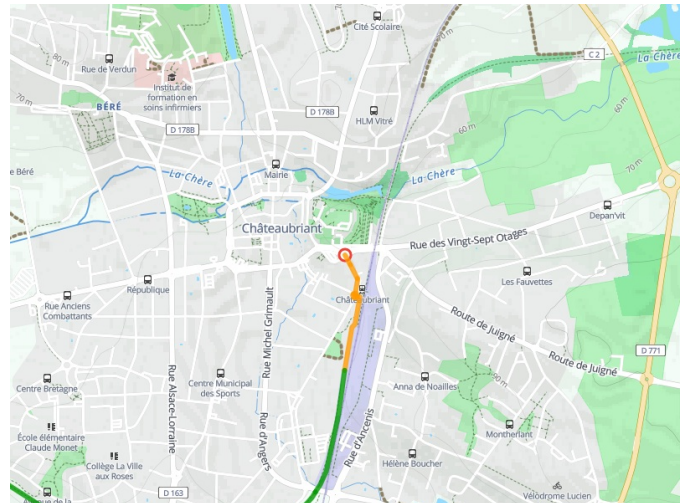 Cité Scolaire
Rue de Verdun
C 2
La Chère
Institut de
formation en
soins infirmiers
BÉRÉ
D 178B
D 178B
HLM Vitré
60 m
70 m
60 m
70 m
La Chère
La Chère
Mairie
de Béré
Depan'vit
Châteaubriant
Rue des Vingt-Sept Otages
République
Les Fauvettes
Rue Anciens
Combattants
Châteaubriant
Rue Michel Grimault
Route de Juigné
Route de Juigné
D 771
Rue Alsace-Lorraine
Centre Bretagne
Centre Municipal
des Sports
Anna de Noailles
Rue d'Angers
Rue d'Ancenis
Montherlant
École élémentaire
Claude Monet
Collège La Ville
aux Roses
Hélène Boucher
D 163
Vélodrome Lucien